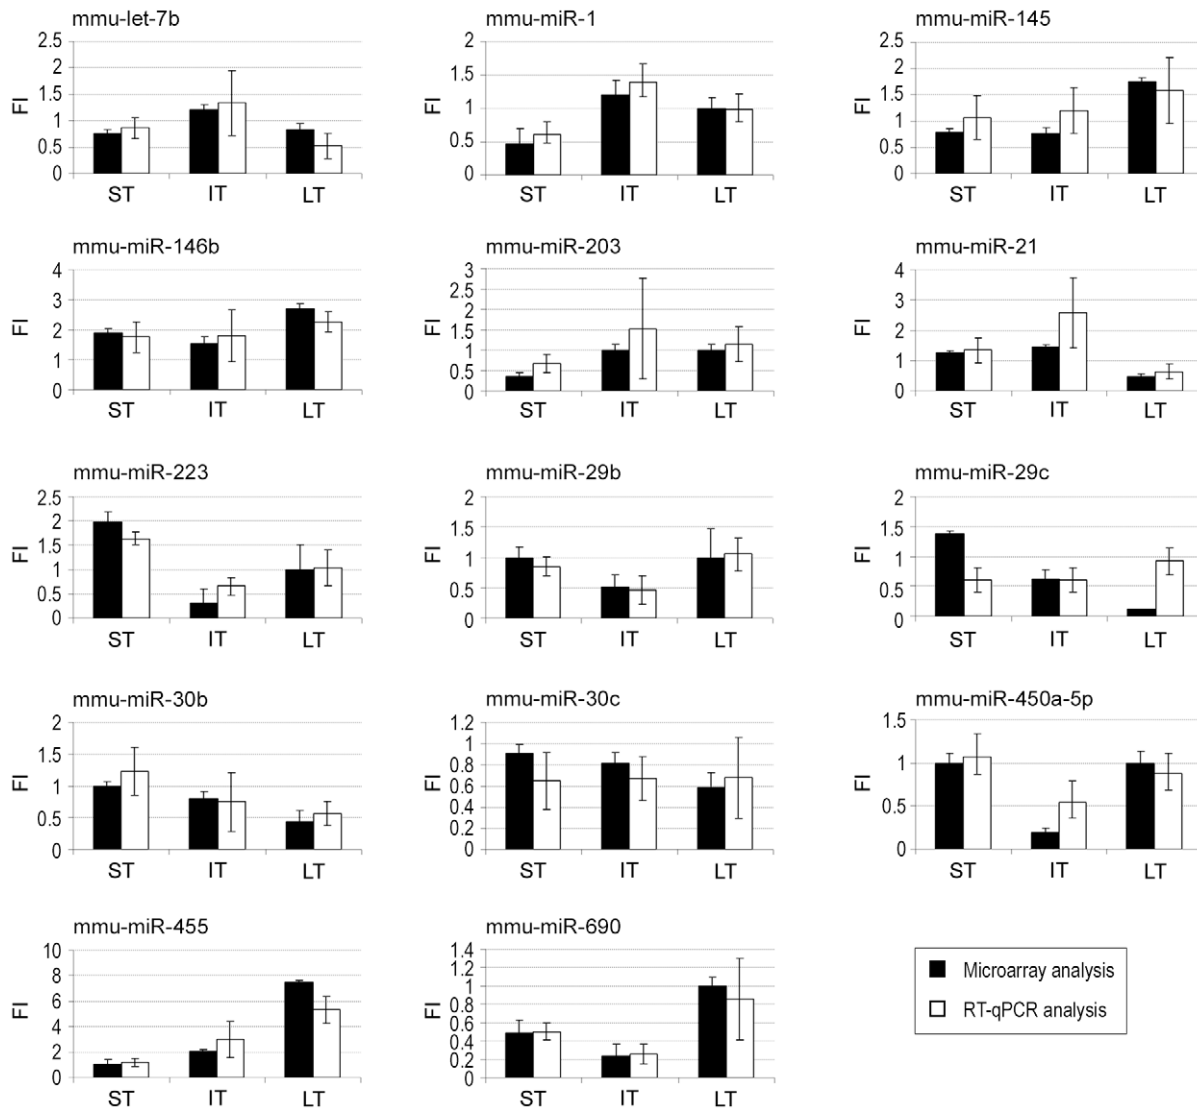 mmu-let-7b
mmu-miR-1
mmu-miR-145
2.5
2
1.5
1
0.5
0
FI
ST IT LT
2
1.5
1
0.5
0
FI
ST IT LT
2.5
2
1.5
1
0.5
0
FI
ST IT LT
mmu-miR-146b
mmu-miR-203
mmu-miR-21
4
3
2
1
0
FI
ST IT LT
3
2.5
2
1.5
1
0.5
0
FI
ST IT LT
4
3
2
1
0
FI
ST IT LT
mmu-miR-223
mmu-miR-29b
mmu-miR-29c
2.5
2
1.5
1
0.5
0
FI
ST IT LT
2
1.5
1
0.5
0
FI
ST IT LT
2
1.5
1
0.5
0
FI
ST IT LT
mmu-miR-30b
mmu-miR-30c
mmu-miR-450a-5p
2
1.5
1
0.5
0
FI
ST IT LT
1.2
1
0.8
0.6
0.4
0.2
0
FI
ST IT LT
1.5
1
0.5
0
FI
ST IT LT
mmu-miR-455
mmu-miR-690
10
8
6
4
2
0
FI
ST IT LT
1.4
1.2
1
0.8
0.6
0.4
0.2
0
FI
ST IT LT
Microarray analysis
RT-qPCR analysis